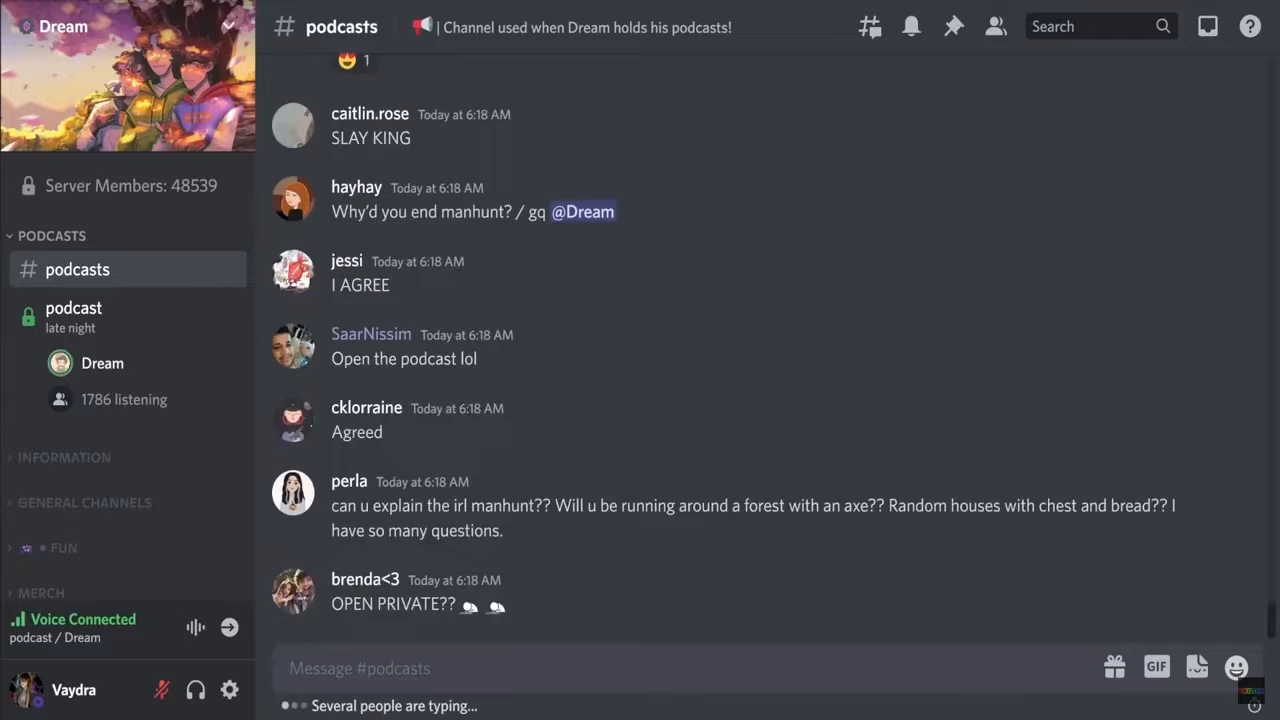 Dream
podcasts
| Channel used when Dream holds his podcasts!
Search
Server Members: 48539
PODCASTS
podcasts
podcast
late night
Dream
1786 listening
INFORMATION
GENERAL CHANNELS
FUN
MERCH
Voice Connected
podcast / Dream
Vaydra
1
caitlin.rose Today at 6:18 AM
SLAY KING
hayhay Today at 6:18 AM
Why'd you end manhunt? / gq @Dream
jessi Today at 6:18 AM
I AGREE
SaarNissim Today at 6:18 AM
Open the podcast lol
cklorraine Today at 6:18 AM
Agreed
perla Today at 6:18 AM
can u explain the irl manhunt?? Will u be running around a forest with an axe?? Random houses with chest and bread?? I
have so many questions.
brenda<3 Today at 6:18 AM
OPEN PRIVATE??
Message #podcasts
GIF
Several people are typing...